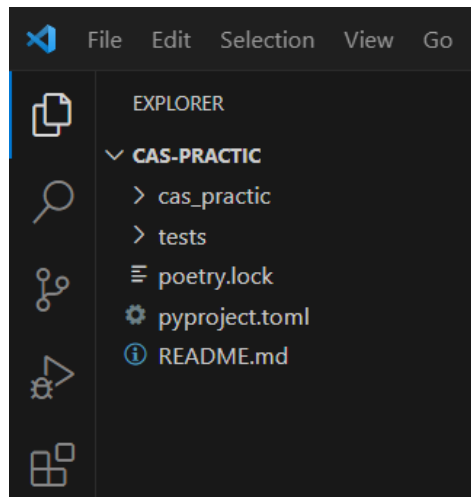 File Edit Selection View Go
EXPLORER
CAS-PRACTIC
cas_practic
tests
poetry.lock
pyproject.toml
README.md